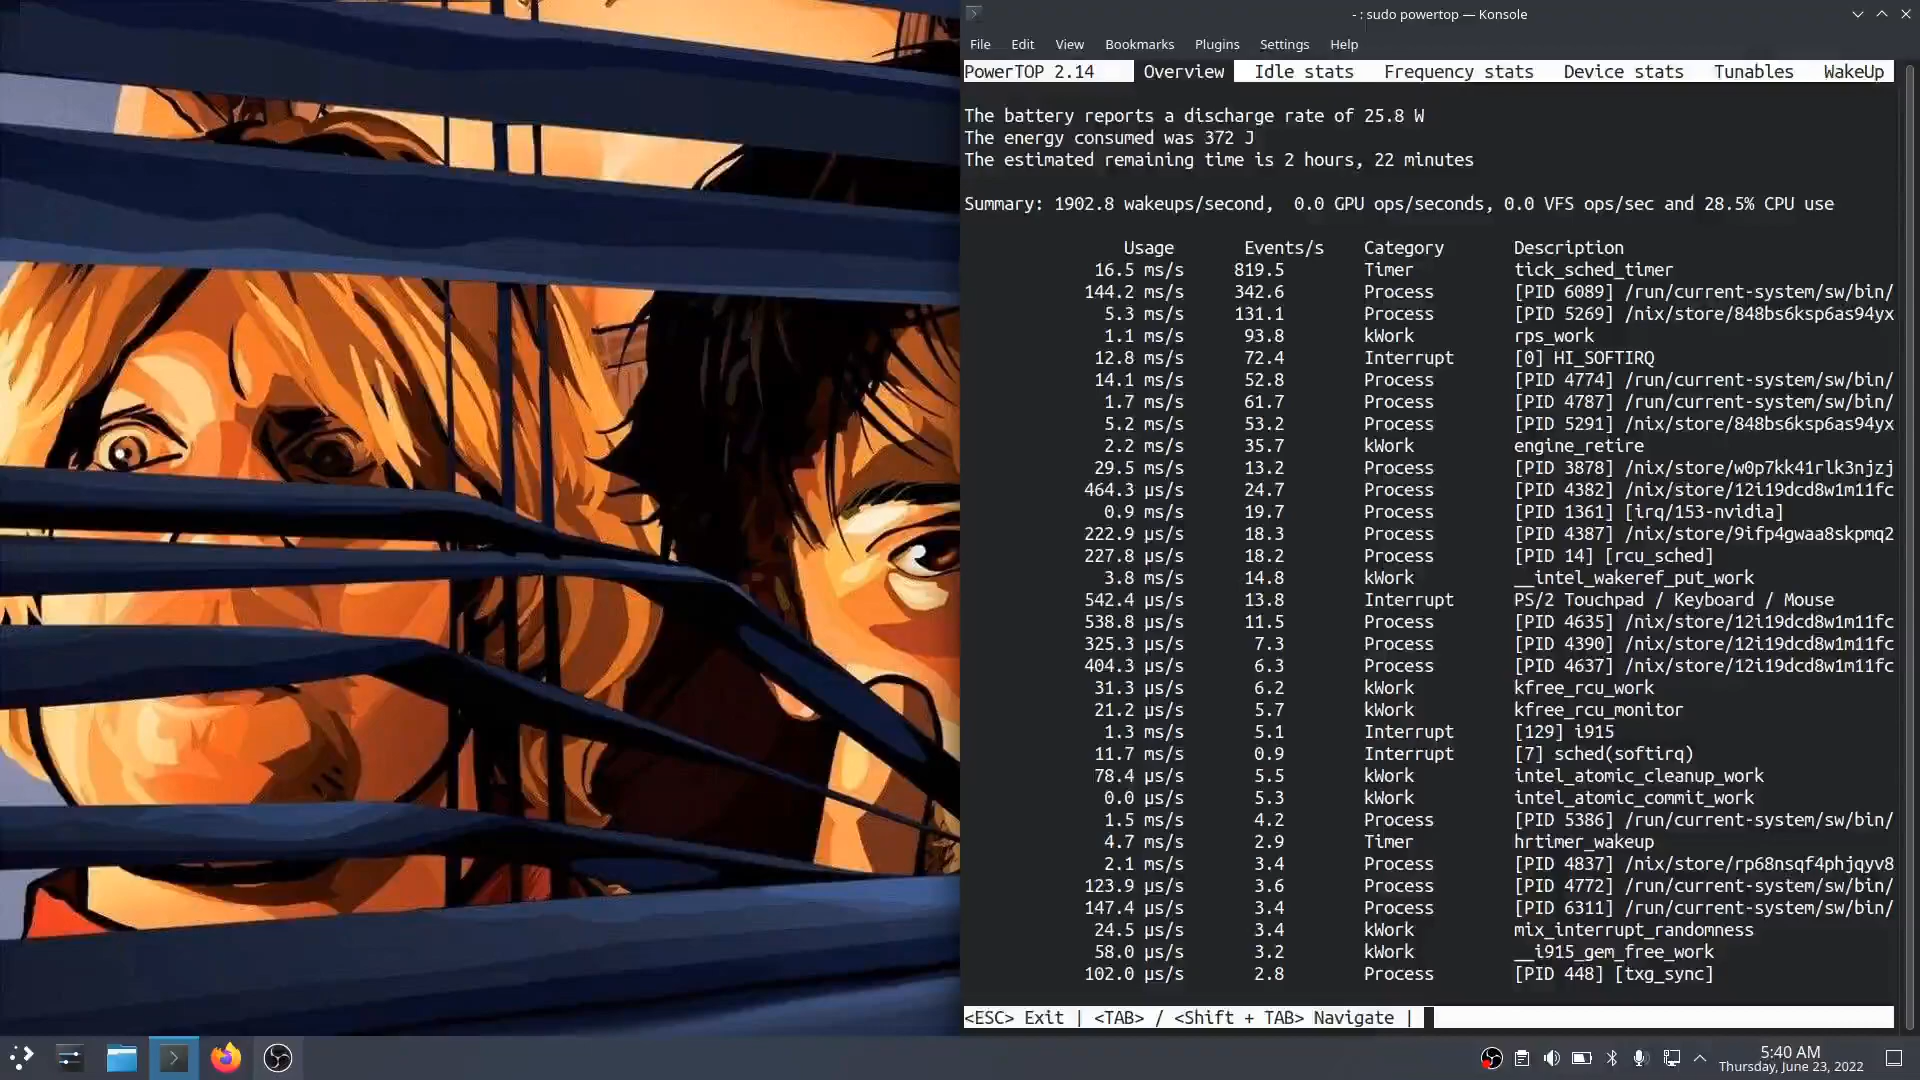 - : sudo powertop — Konsole
File Edit View Bookmarks Plugins Settings Help
PowerTOP 2.14 Overview Idle stats Frequency stats Device stats Tunables WakeUp
The battery reports a discharge rate of 25.8 W
The energy consumed was 372 J
The estimated remaining time is 2 hours, 22 minutes
Summary: 1902.8 wakeups/second, 0.0 GPU ops/seconds, 0.0 VFS ops/sec and 28.5% CPU use
Usage Events/s Category Description
16.5 ms/s 819.5 Timer tick_sched_timer
144.2 ms/s 342.6 Process [PID 6089] /run/current-system/sw/bin/
5.3 ms/s 131.1 Process [PID 5269] /nix/store/848bs6ksp6as94yx
1.1 ms/s 93.8 kWork rps_work
12.8 ms/s 72.4 Interrupt [0] HI_SOFTIRQ
14.1 ms/s 52.8 Process [PID 4774] /run/current-system/sw/bin/
1.7 ms/s 61.7 Process [PID 4787] /run/current-system/sw/bin/
5.2 ms/s 53.2 Process [PID 5291] /nix/store/848bs6ksp6as94yx
2.2 ms/s 35.7 kWork engine_retire
29.5 ms/s 13.2 Process [PID 3878] /nix/store/w0p7kk41rlk3njzj
464.3 µs/s 24.7 Process [PID 4382] /nix/store/12i19dcd8w1m11fc
0.9 ms/s 19.7 Process [PID 1361] [irq/153-nvidia]
222.9 µs/s 18.3 Process [PID 4387] /nix/store/9ifp4gwaa8skpmq2
227.8 µs/s 18.2 Process [PID 14] [rcu_sched]
3.8 ms/s 14.8 kWork __intel_wakeref_put_work
542.4 µs/s 13.8 Interrupt PS/2 Touchpad / Keyboard / Mouse
538.8 µs/s 11.5 Process [PID 4635] /nix/store/12i19dcd8w1m11fc
325.3 µs/s 7.3 Process [PID 4390] /nix/store/12i19dcd8w1m11fc
404.3 µs/s 6.3 Process [PID 4637] /nix/store/12i19dcd8w1m11fc
31.3 µs/s 6.2 kWork kfree_rcu_work
21.2 µs/s 5.7 kWork kfree_rcu_monitor
1.3 ms/s 5.1 Interrupt [129] i915
11.7 ms/s 0.9 Interrupt [7] sched(softirq)
78.4 µs/s 5.5 kWork intel_atomic_cleanup_work
0.0 µs/s 5.3 kWork intel_atomic_commit_work
1.5 ms/s 4.2 Process [PID 5386] /run/current-system/sw/bin/
4.7 ms/s 2.9 Timer hrtimer_wakeup
2.1 ms/s 3.4 Process [PID 4837] /nix/store/rp68nsqf4phjqyv8
123.9 µs/s 3.6 Process [PID 4772] /run/current-system/sw/bin/
147.4 µs/s 3.4 Process [PID 6311] /run/current-system/sw/bin/
24.5 µs/s 3.4 kWork mix_interrupt_randomness
58.0 µs/s 3.2 kWork __i915_gem_free_work
102.0 µs/s 2.8 Process [PID 448] [txg_sync]
<ESC> Exit | <TAB> / <Shift + TAB> Navigate |
5:40 AM
Thursday, June 23, 2022